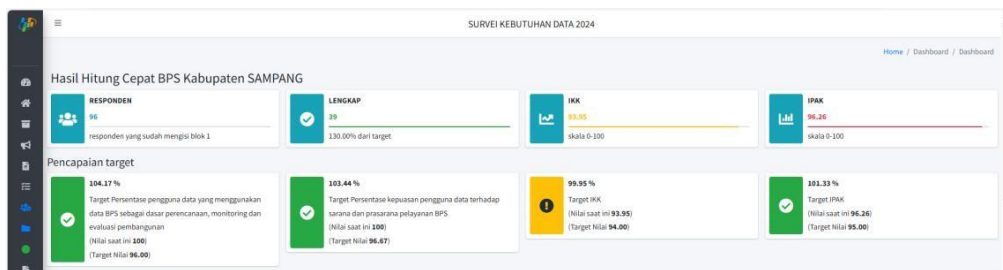 SURVEI KEBUTUHAN DATA 2024
Home / Dashboard / Dashboard
Hasil Hitung Cepat BPS Kabupaten SAMPANG
RESPONDEN
96
responden yang sudah mengisi blok 1
LENGKAP
39
130.00% dari target
IKK
93.95
skala 0-100
IPAK
96.26
skala 0-100
Pencapaian target
104.17 %
Target Persentase pengguna data yang menggunakan
data BPS sebagai dasar perencanaan, monitoring dan
evaluasi pembangunan
(Nilai saat ini 100)
(Target Nilai 96.00)
103.44 %
Target Persentase kepuasan pengguna data terhadap
sarana dan prasarana pelayanan BPS
(Nilai saat ini 100)
(Target Nilai 96.67)
99.95 %
Target IKK
(Nilai saat ini 93.95)
(Target Nilai 94.00)
101.33 %
Target IPAK
(Nilai saat ini 96.26)
(Target Nilai 95.00)